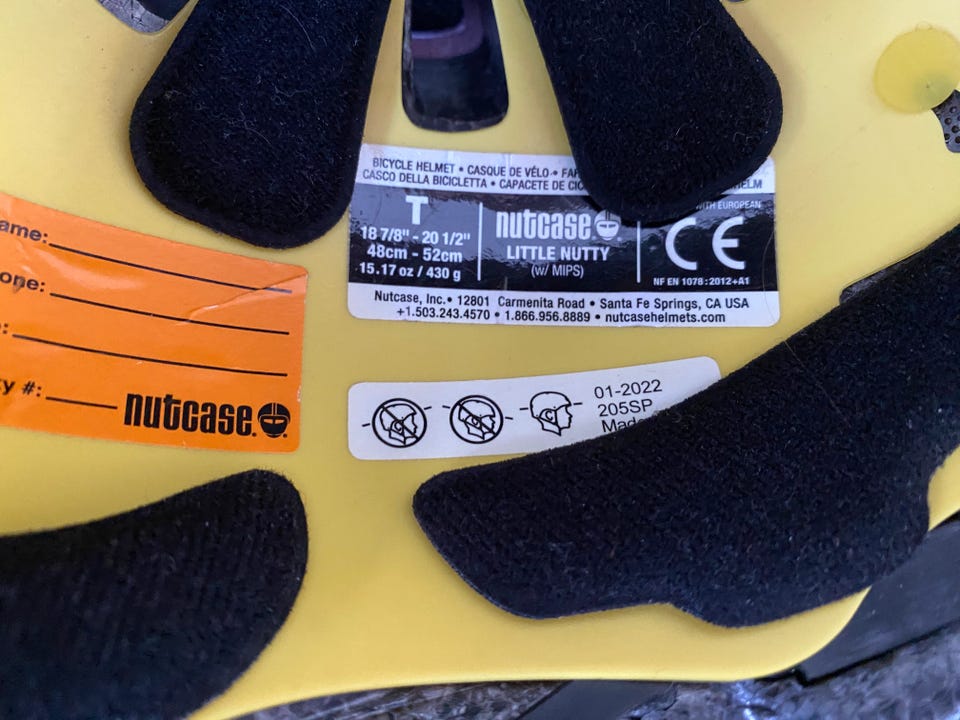 BICYCLE HELMET • CASQUE DE VÉLO •
CASCO DELLA BICICLETTA • CAPACETE DE
T
18 7/8" - 20 1/2"
48cm - 52cm
15.17 oz / 430 g
nutcase
LITTLE NUTTY
(w/ MIPS)
WITH EUROPEAN
CE
NF EN 1078:2012+A1
Nutcase, Inc. • 12801 Carmenita Road • Santa Fe Springs, CA USA
+1.503.243.4570 • 1.866.956.8889 • nutcasehelmets.com
ame:
one:
y #:
nutcase.
01-2022
205SP
Made